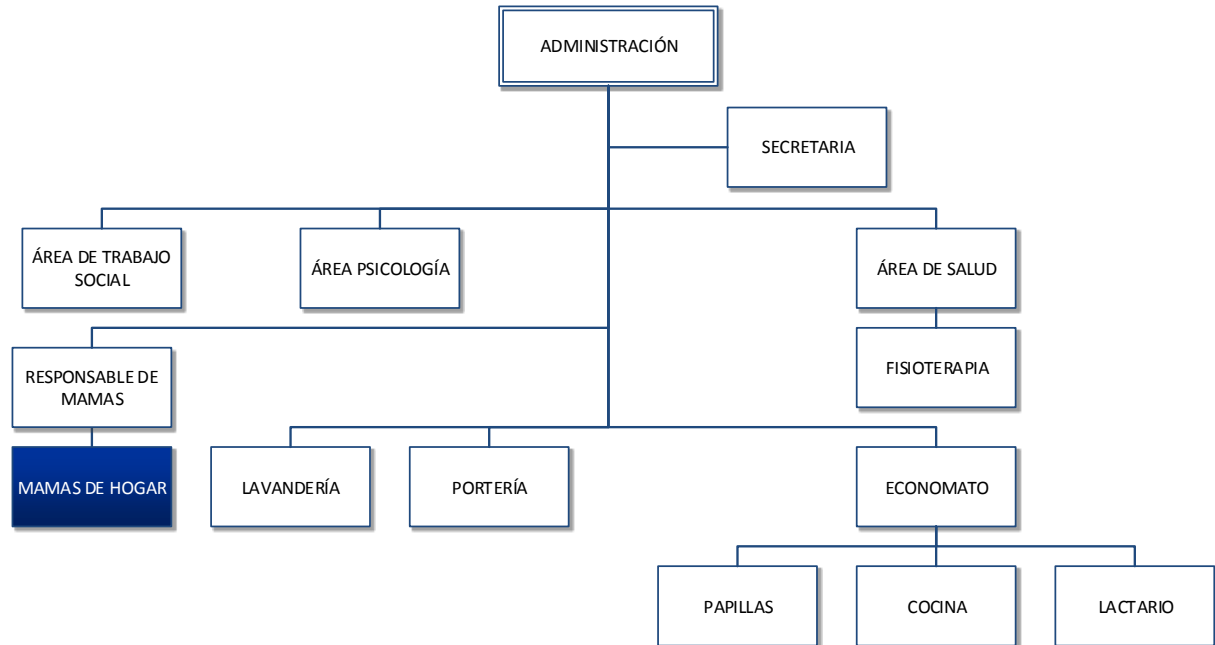 ADMINISTRACIÓN
SECRETARIA
ÁREA DE TRABAJO
SOCIAL
ÁREA PSICOLOGÍA
ÁREA DE SALUD
RESPONSABLE DE
MAMAS
FISIOTERAPIA
MAMAS DE HOGAR
LAVANDERÍA
PORTERÍA
ECONOMATO
PAPILLAS
COCINA
LACTARIO